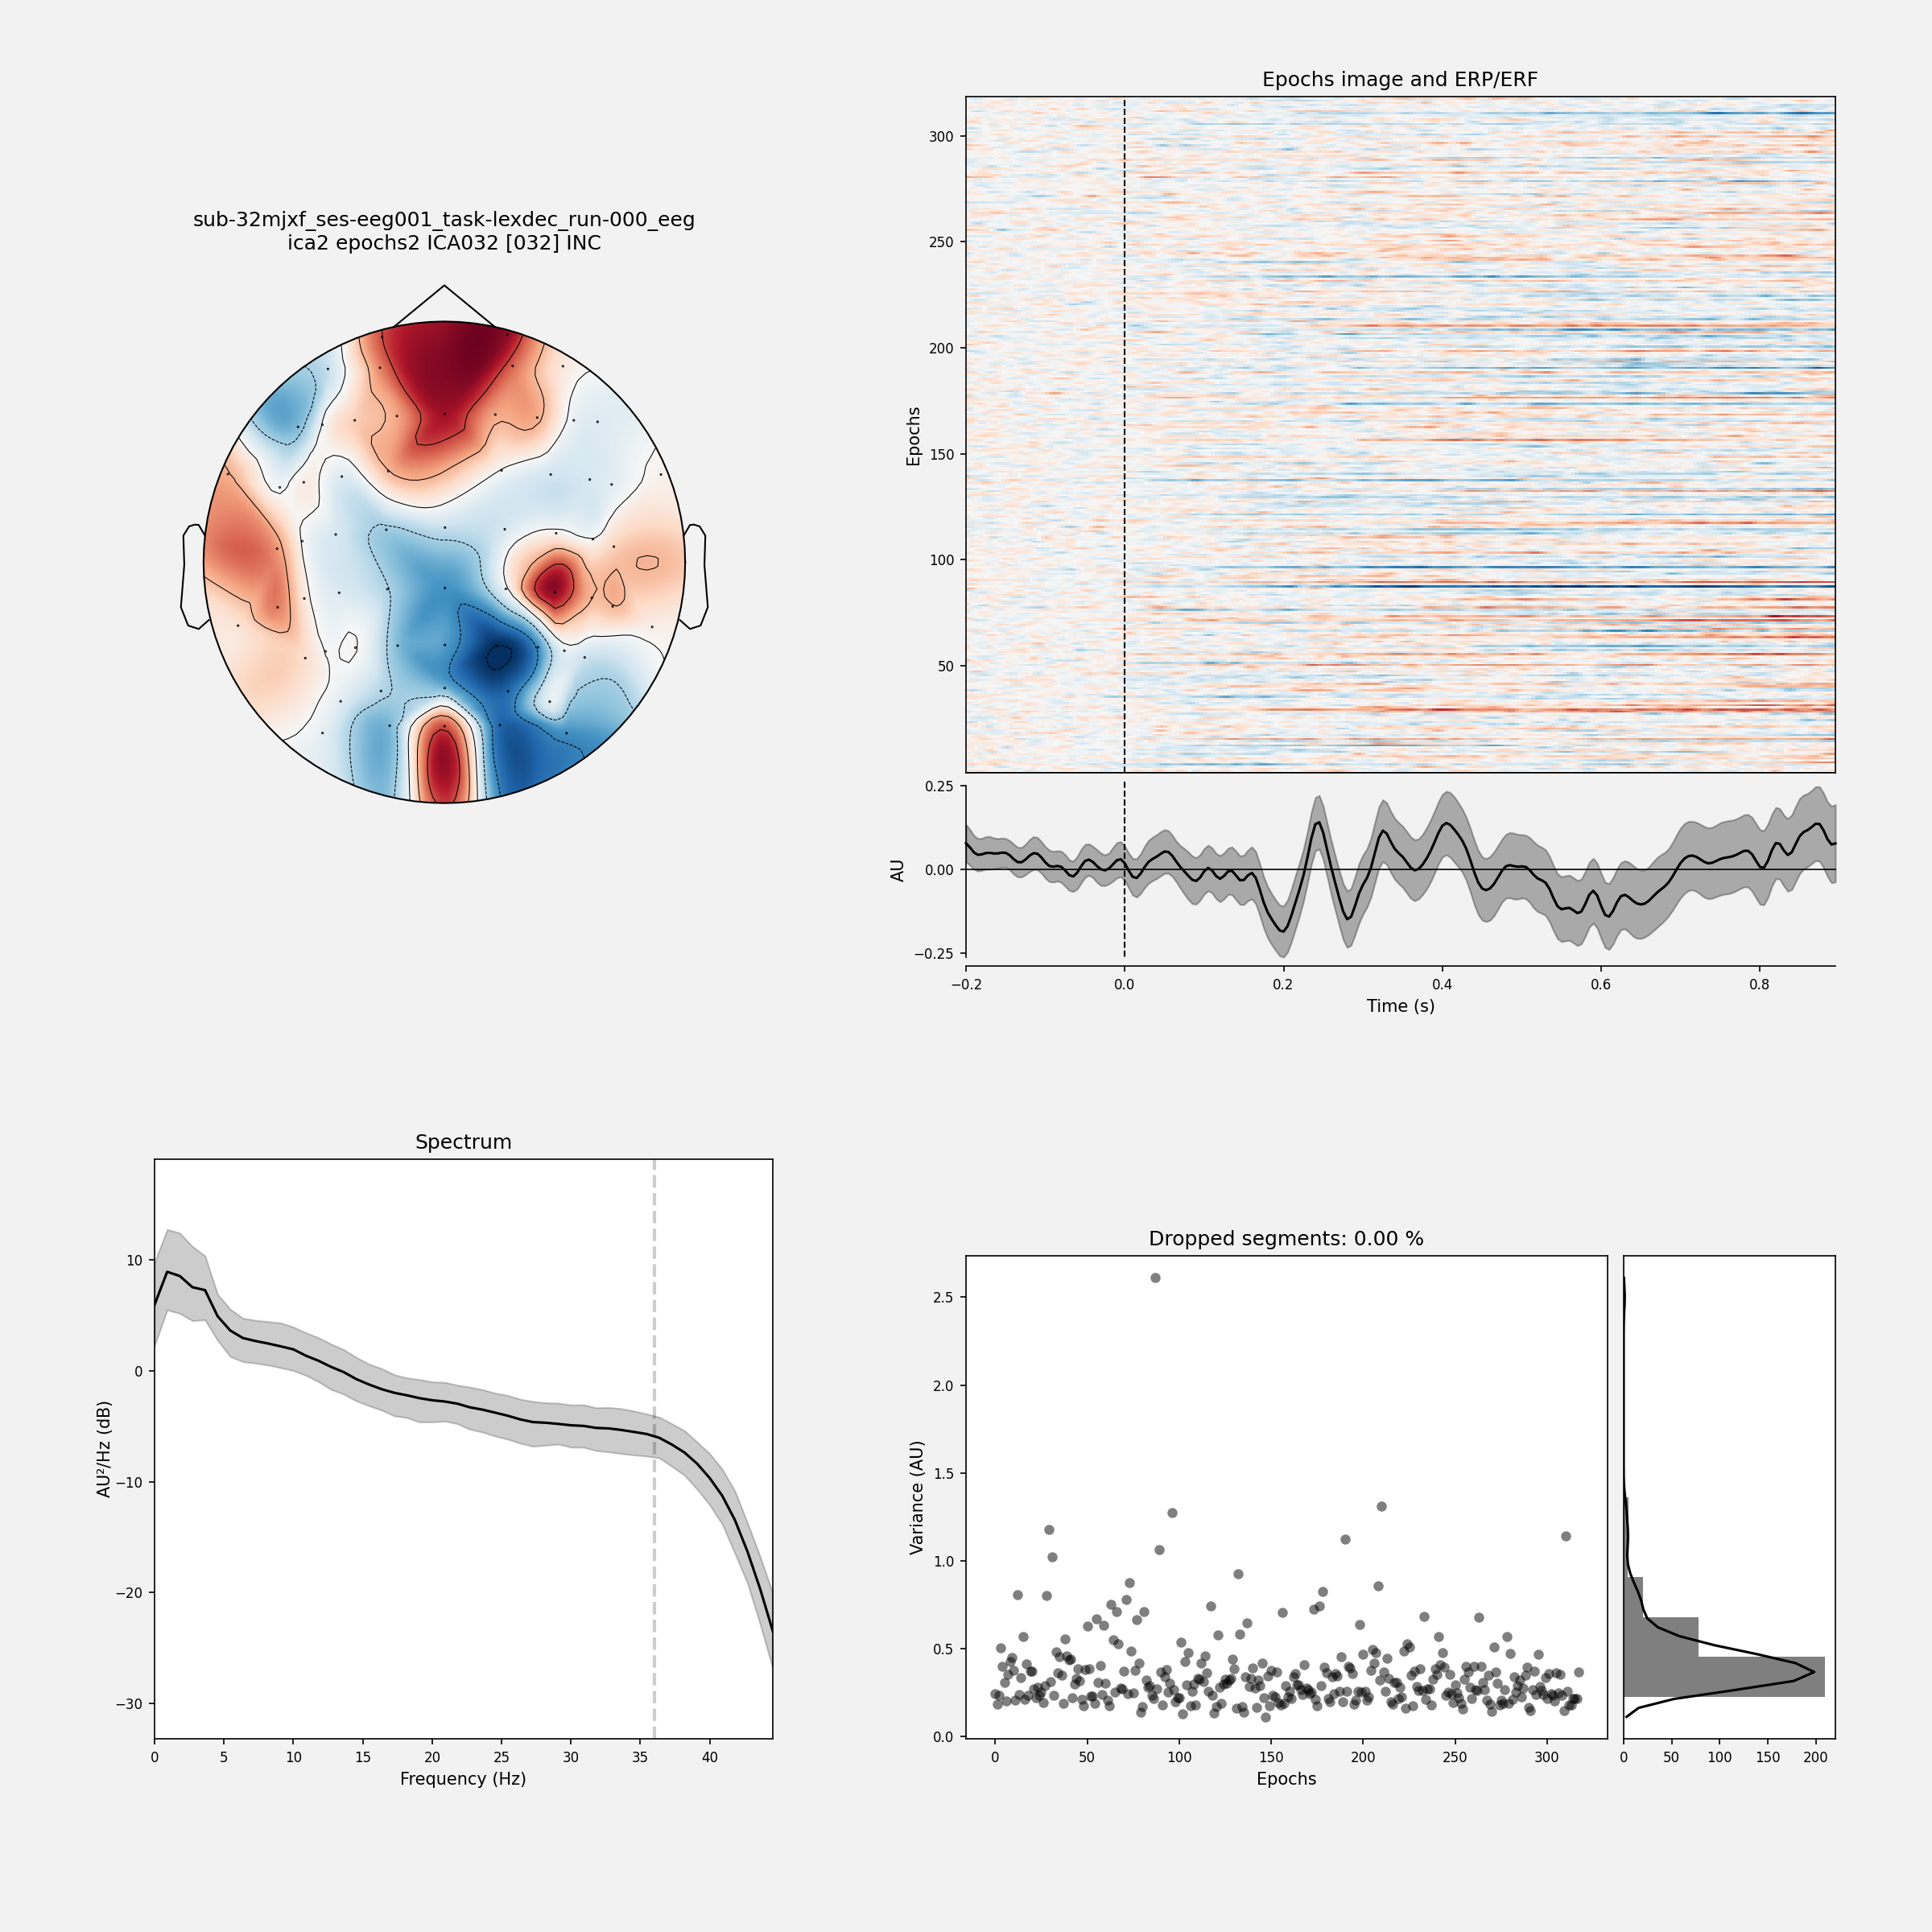 sub-32mjxf_ses-eeg001_task-lexdec_run-000_eeg
ica2 epochs2 ICA032 [032] INC
Epochs image and ERP/ERF
300
250
200
150
100
50
Epochs
0.25
0.00
−0.25
AU
−0.2 0.0 0.2 0.4 0.6 0.8
Time (s)
Spectrum
10
0
−10
−20
−30
AU²/Hz (dB)
0 5 10 15 20 25 30 35 40
Frequency (Hz)
Dropped segments: 0.00 %
2.5
2.0
1.5
1.0
0.5
0.0
Variance (AU)
0 50 100 150 200 250 300
Epochs
0 50 100 150 200